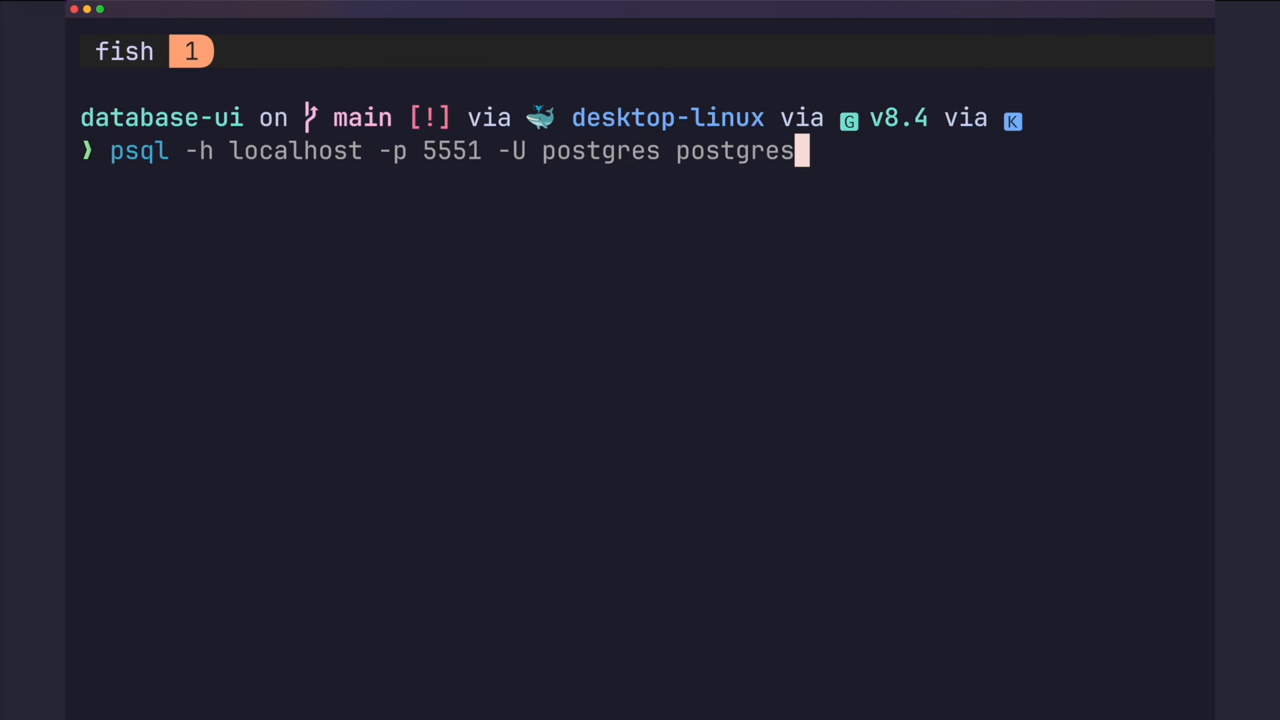 fish 1
database-ui on main [!] via 🐳 desktop-linux via G v8.4 via K
❯ psql -h localhost -p 5551 -U postgres postgres